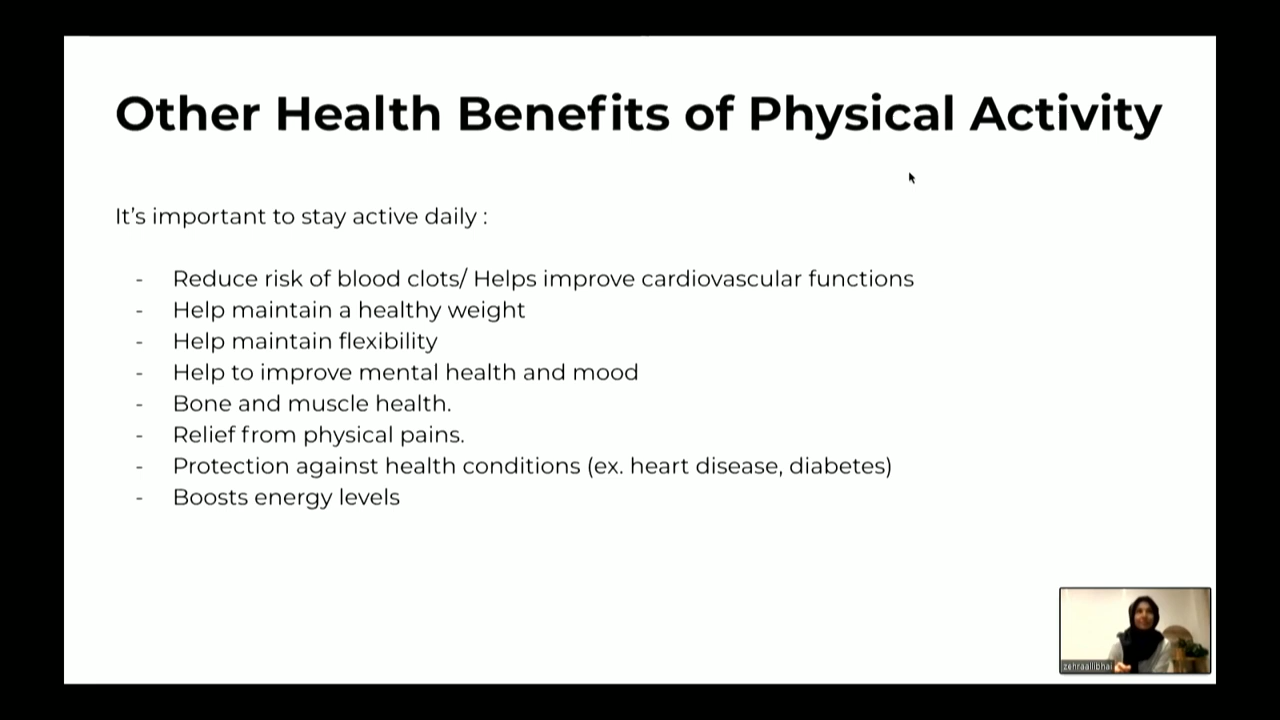 Other Health Benefits of Physical Activity
It's important to stay active daily :
- Reduce risk of blood clots/ Helps improve cardiovascular functions
- Help maintain a healthy weight
- Help maintain flexibility
- Help to improve mental health and mood
- Bone and muscle health.
- Relief from physical pains.
- Protection against health conditions (ex. heart disease, diabetes)
- Boosts energy levels
zehraallibhai